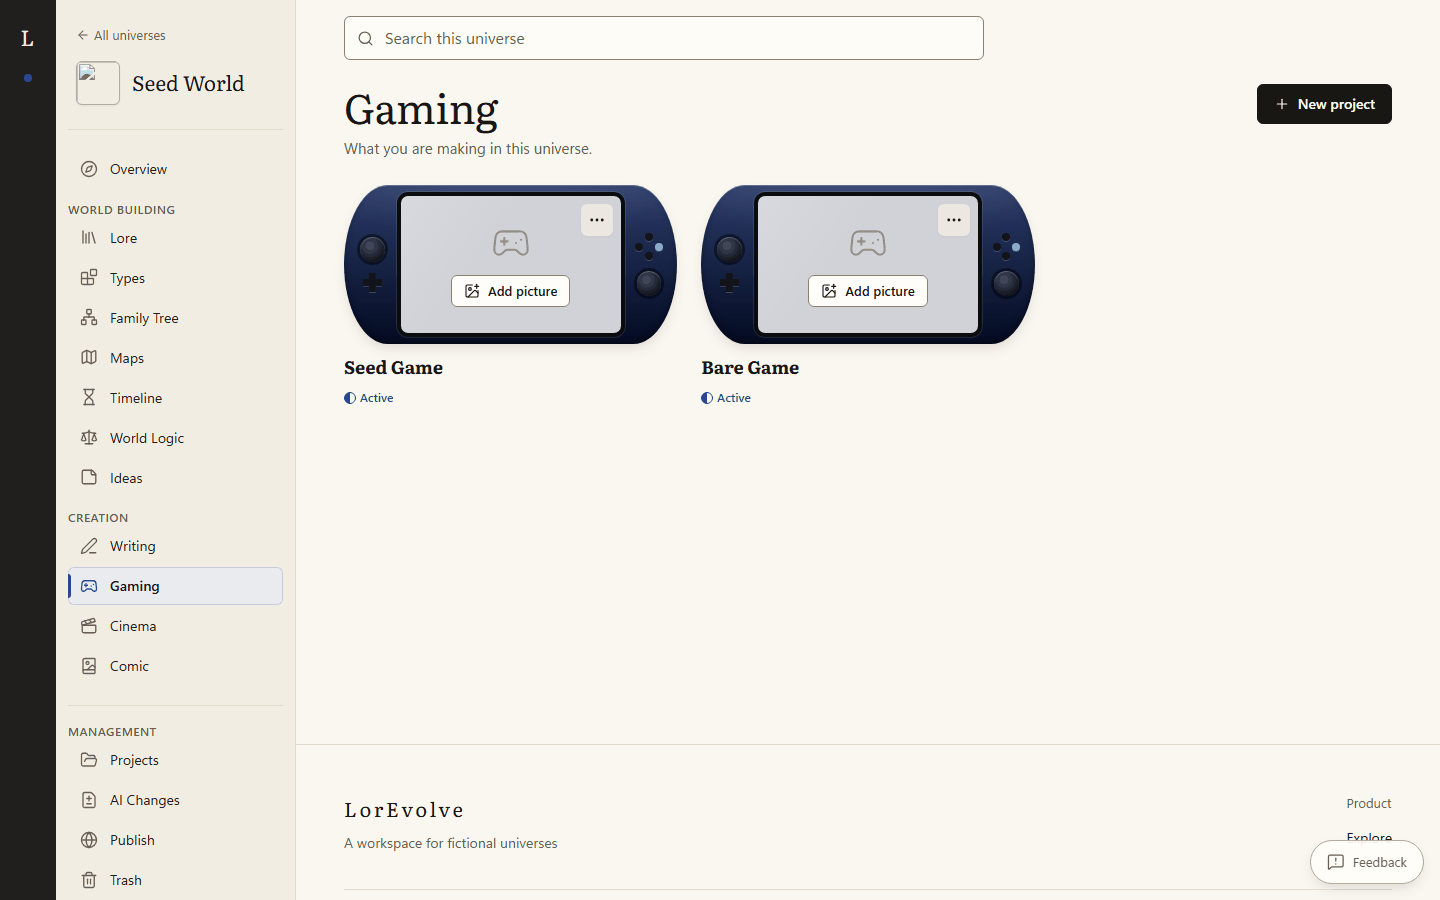 L
All universes
Seed World
Overview
WORLD BUILDING
Lore
Types
Family Tree
Maps
Timeline
World Logic
Ideas
CREATION
Writing
Gaming
Cinema
Comic
MANAGEMENT
Projects
AI Changes
Publish
Trash
Search this universe
Gaming
What you are making in this universe.
New project
Add picture
Seed Game
Active
Add picture
Bare Game
Active
LorEvolve
A workspace for fictional universes
Product
Explore
Feedback